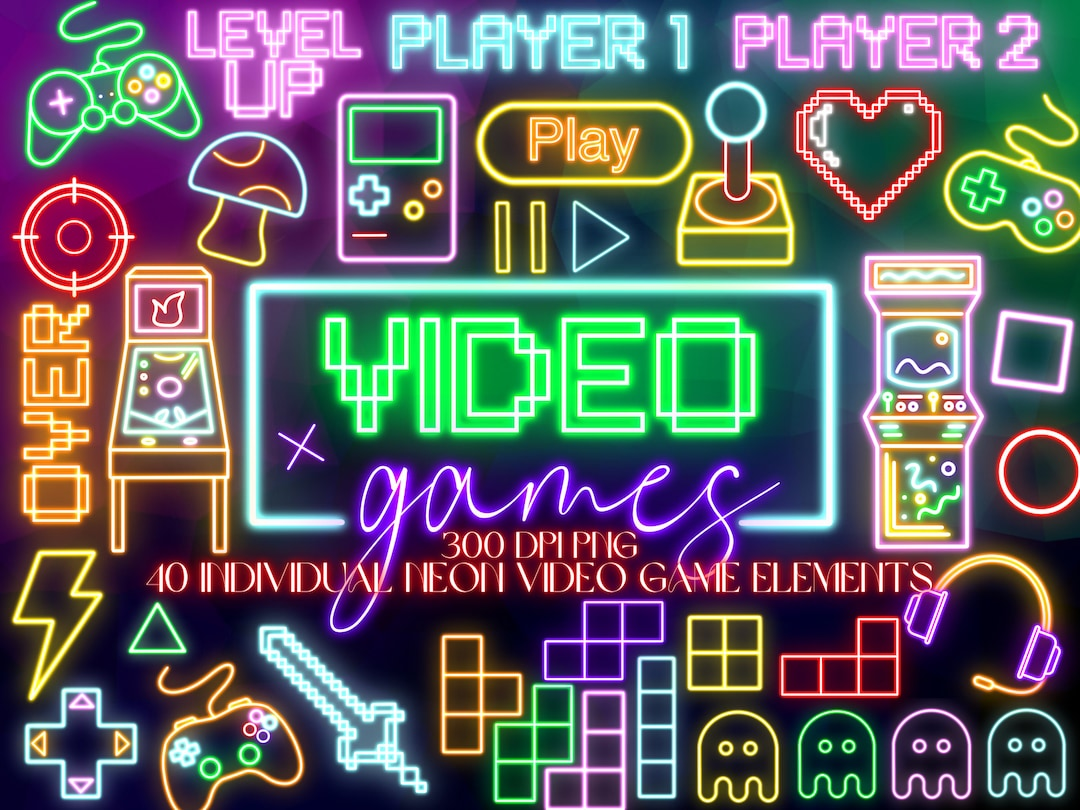 LEVEL
UP
PLAYER 1
PLAYER 2
Play
OVER
VIDEO
games
300 DPI PNG
40 INDIVIDUAL NEON VIDEO GAME ELEMENTS